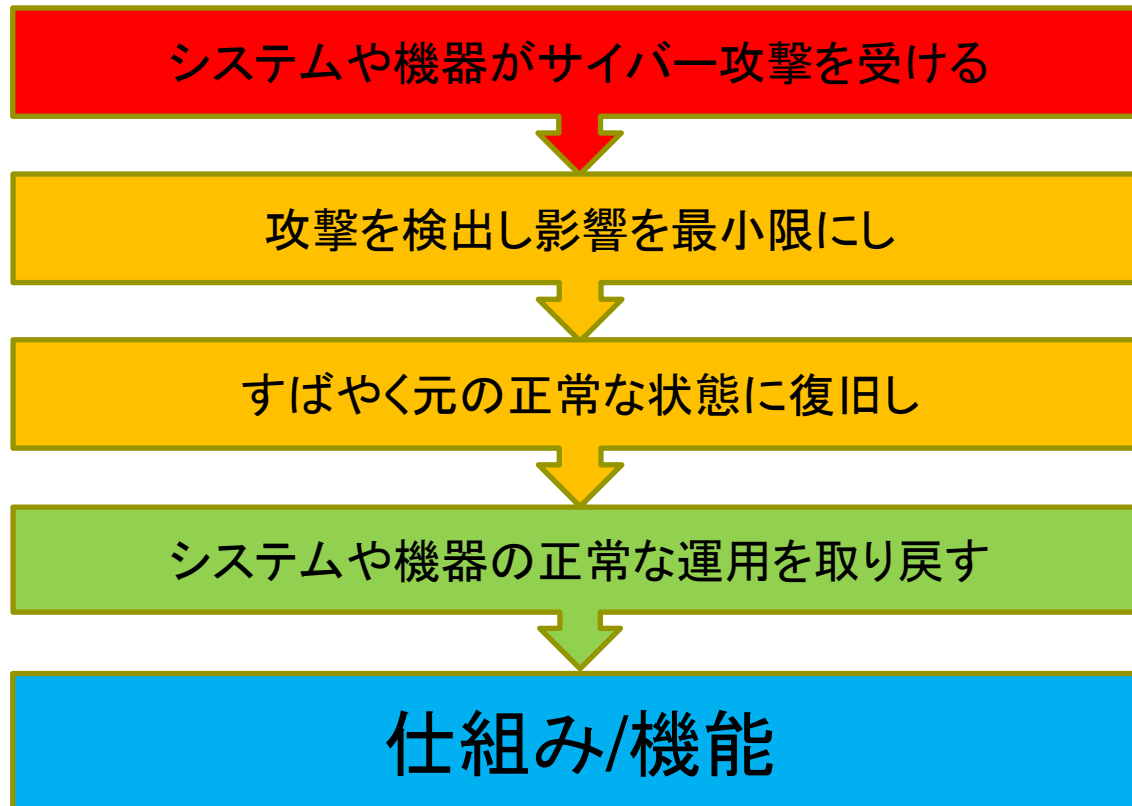 システムや機器がサイバー攻撃を受ける
攻撃を検出し影響を最小限にし
すばやく元の正常な状態に復旧し
システムや機器の正常な運用を取り戻す
仕組み/機能